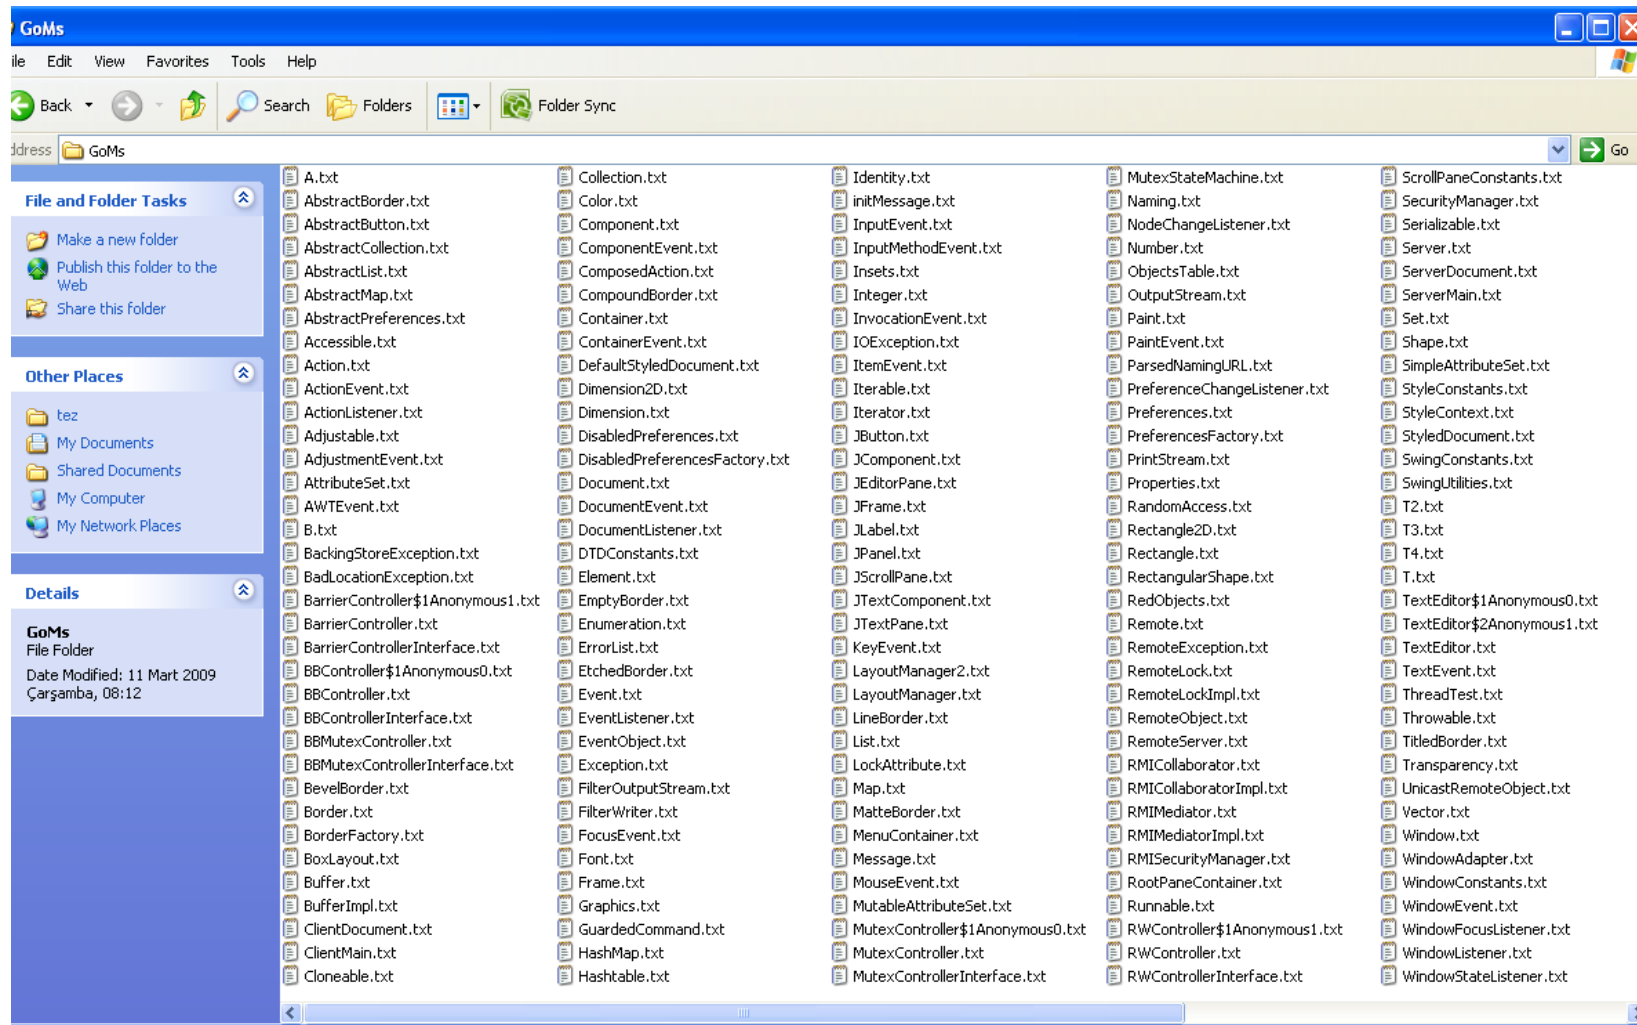 GoMs
ile Edit View Favorites Tools Help
Back Search Folders Folder Sync
ddress GoMs Go
File and Folder Tasks
Make a new folder
Publish this folder to the
Web
Share this folder
Other Places
tez
My Documents
Shared Documents
My Computer
My Network Places
Details
GoMs
File Folder
Date Modified: 11 Mart 2009
Çarşamba, 08:12
A.txt
AbstractBorder.txt
AbstractButton.txt
AbstractCollection.txt
AbstractList.txt
AbstractMap.txt
AbstractPreferences.txt
Accessible.txt
Action.txt
ActionEvent.txt
ActionListener.txt
Adjustable.txt
AdjustmentEvent.txt
AttributeSet.txt
AWTEvent.txt
B.txt
BackingStoreException.txt
BadLocationException.txt
BarrierController$1Anonymous1.txt
BarrierController.txt
BarrierControllerInterface.txt
BBController$1Anonymous0.txt
BBController.txt
BBControllerInterface.txt
BBMutexController.txt
BBMutexControllerInterface.txt
BevelBorder.txt
Border.txt
BorderFactory.txt
BoxLayout.txt
Buffer.txt
BufferImpl.txt
ClientDocument.txt
ClientMain.txt
Cloneable.txt
Collection.txt
Color.txt
Component.txt
ComponentEvent.txt
ComposedAction.txt
CompoundBorder.txt
Container.txt
ContainerEvent.txt
DefaultStyledDocument.txt
Dimension2D.txt
Dimension.txt
DisabledPreferences.txt
DisabledPreferencesFactory.txt
Document.txt
DocumentEvent.txt
DocumentListener.txt
DTDConstants.txt
Element.txt
EmptyBorder.txt
Enumeration.txt
ErrorList.txt
EtchedBorder.txt
Event.txt
EventListener.txt
EventObject.txt
Exception.txt
FilterOutputStream.txt
FilterWriter.txt
FocusEvent.txt
Font.txt
Frame.txt
Graphics.txt
GuardedCommand.txt
HashMap.txt
Hashtable.txt
Identity.txt
initMessage.txt
InputEvent.txt
InputMethodEvent.txt
Insets.txt
Integer.txt
InvocationEvent.txt
IOException.txt
ItemEvent.txt
Iterable.txt
Iterator.txt
JButton.txt
JComponent.txt
JEditorPane.txt
JFrame.txt
JLabel.txt
JPanel.txt
JScrollPane.txt
JTextComponent.txt
JTextPane.txt
KeyEvent.txt
LayoutManager2.txt
LayoutManager.txt
LineBorder.txt
List.txt
LockAttribute.txt
Map.txt
MatteBorder.txt
MenuContainer.txt
Message.txt
MouseEvent.txt
MutableAttributeSet.txt
MutexController$1Anonymous0.txt
MutexController.txt
MutexControllerInterface.txt
MutexStateMachine.txt
Naming.txt
NodeChangeListener.txt
Number.txt
ObjectsTable.txt
OutputStream.txt
Paint.txt
PaintEvent.txt
ParsedNamingURL.txt
PreferenceChangeListener.txt
Preferences.txt
PreferencesFactory.txt
PrintStream.txt
Properties.txt
RandomAccess.txt
Rectangle2D.txt
Rectangle.txt
RectangularShape.txt
RedObjects.txt
Remote.txt
RemoteException.txt
RemoteLock.txt
RemoteLockImpl.txt
RemoteObject.txt
RemoteServer.txt
RMICollaborator.txt
RMICollaboratorImpl.txt
RMIMediator.txt
RMIMediatorImpl.txt
RMISecurityManager.txt
RootPaneContainer.txt
Runnable.txt
RWController$1Anonymous1.txt
RWController.txt
RWControllerInterface.txt
ScrollPaneConstants.txt
SecurityManager.txt
Serializable.txt
Server.txt
ServerDocument.txt
ServerMain.txt
Set.txt
Shape.txt
SimpleAttributeSet.txt
StyleConstants.txt
StyleContext.txt
StyledDocument.txt
SwingConstants.txt
SwingUtilities.txt
T2.txt
T3.txt
T4.txt
T.txt
TextEditor$1Anonymous0.txt
TextEditor$2Anonymous1.txt
TextEditor.txt
TextEvent.txt
ThreadTest.txt
Throwable.txt
TitledBorder.txt
Transparency.txt
UnicastRemoteObject.txt
Vector.txt
Window.txt
WindowAdapter.txt
WindowConstants.txt
WindowEvent.txt
WindowFocusListener.txt
WindowListener.txt
WindowStateListener.txt